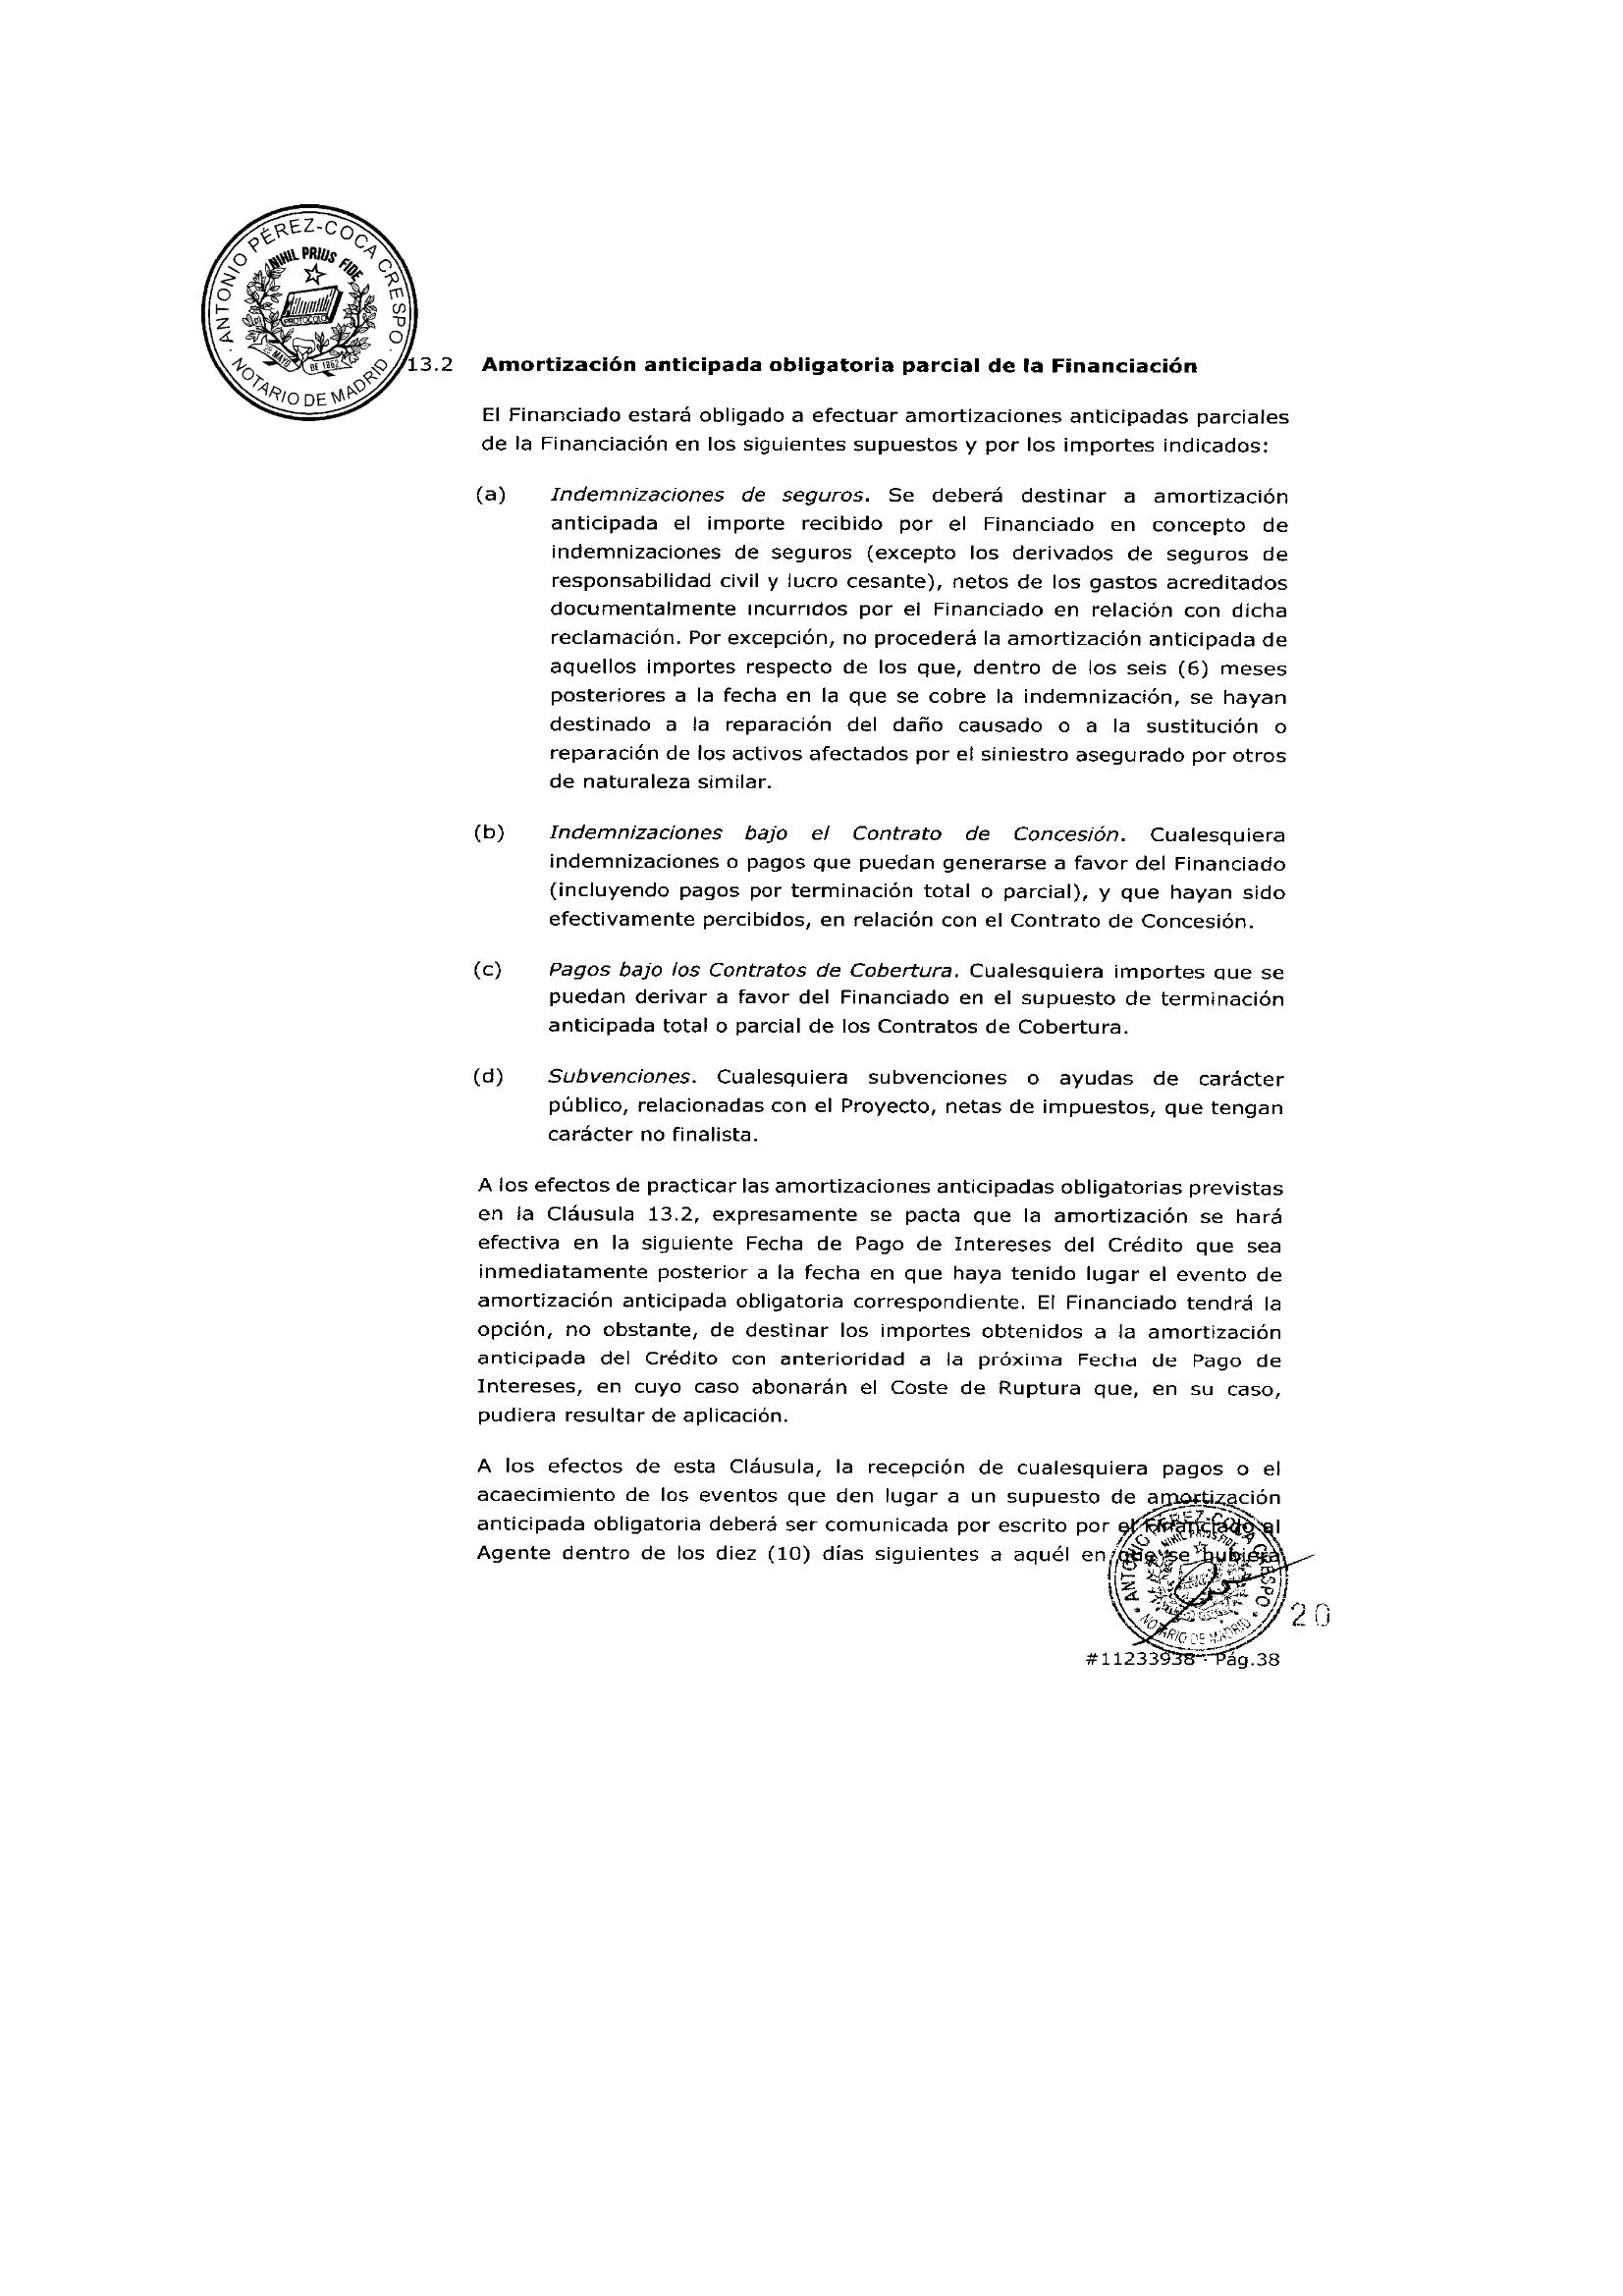 ANTONIO PÉREZ-COCA CRESPO · NOTARIO DE MADRID ·
NIHIL PRIUS FIDE
PROTOCOLO
28 MAYO DE 1862
13.2 Amortización anticipada obligatoria parcial de la Financiación
El Financiado estará obligado a efectuar amortizaciones anticipadas parciales
de la Financiación en los siguientes supuestos y por los importes indicados:
(a) Indemnizaciones de seguros. Se deberá destinar a amortización
anticipada el importe recibido por el Financiado en concepto de
indemnizaciones de seguros (excepto los derivados de seguros de
responsabilidad civil y lucro cesante), netos de los gastos acreditados
documentalmente incurridos por el Financiado en relación con dicha
reclamación. Por excepción, no procederá la amortización anticipada de
aquellos importes respecto de los que, dentro de los seis (6) meses
posteriores a la fecha en la que se cobre la indemnización, se hayan
destinado a la reparación del daño causado o a la sustitución o
reparación de los activos afectados por el siniestro asegurado por otros
de naturaleza similar.
(b) Indemnizaciones bajo el Contrato de Concesión. Cualesquiera
indemnizaciones o pagos que puedan generarse a favor del Financiado
(incluyendo pagos por terminación total o parcial), y que hayan sido
efectivamente percibidos, en relación con el Contrato de Concesión.
(c) Pagos bajo los Contratos de Cobertura. Cualesquiera importes que se
puedan derivar a favor del Financiado en el supuesto de terminación
anticipada total o parcial de los Contratos de Cobertura.
(d) Subvenciones. Cualesquiera subvenciones o ayudas de carácter
público, relacionadas con el Proyecto, netas de impuestos, que tengan
carácter no finalista.
A los efectos de practicar las amortizaciones anticipadas obligatorias previstas
en la Cláusula 13.2, expresamente se pacta que la amortización se hará
efectiva en la siguiente Fecha de Pago de Intereses del Crédito que sea
inmediatamente posterior a la fecha en que haya tenido lugar el evento de
amortización anticipada obligatoria correspondiente. El Financiado tendrá la
opción, no obstante, de destinar los importes obtenidos a la amortización
anticipada del Crédito con anterioridad a la próxima Fecha de Pago de
Intereses, en cuyo caso abonarán el Coste de Ruptura que, en su caso,
pudiera resultar de aplicación.
A los efectos de esta Cláusula, la recepción de cualesquiera pagos o el
acaecimiento de los eventos que den lugar a un supuesto de amortización
anticipada obligatoria deberá ser comunicada por escrito por el Financiado al
Agente dentro de los diez (10) días siguientes a aquél en que se hubiera
ANTONIO PÉREZ-COCA CRESPO · NOTARIO DE MADRID ·
NIHIL PRIUS FIDE
20
#11233938 - Pág.38